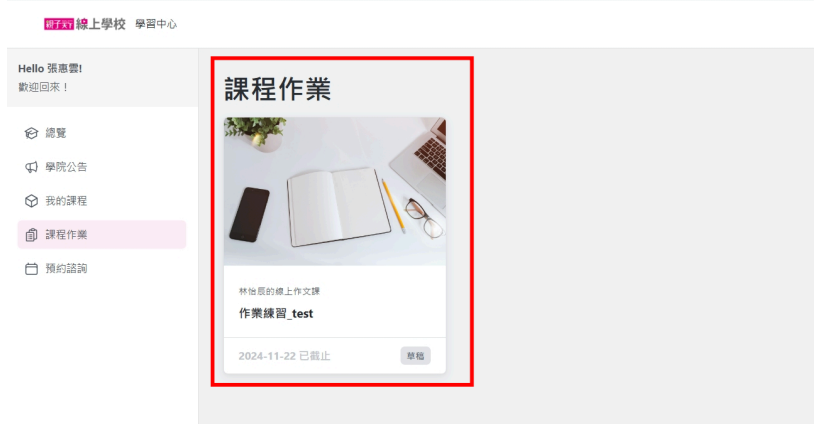 親子天下 線上學校 學習中心
Hello 張惠雲!
歡迎回來！
總覽
學院公告
我的課程
課程作業
預約諮詢
課程作業
林怡辰的線上作文課
作業練習_test
2024-11-22 已截止
草稿